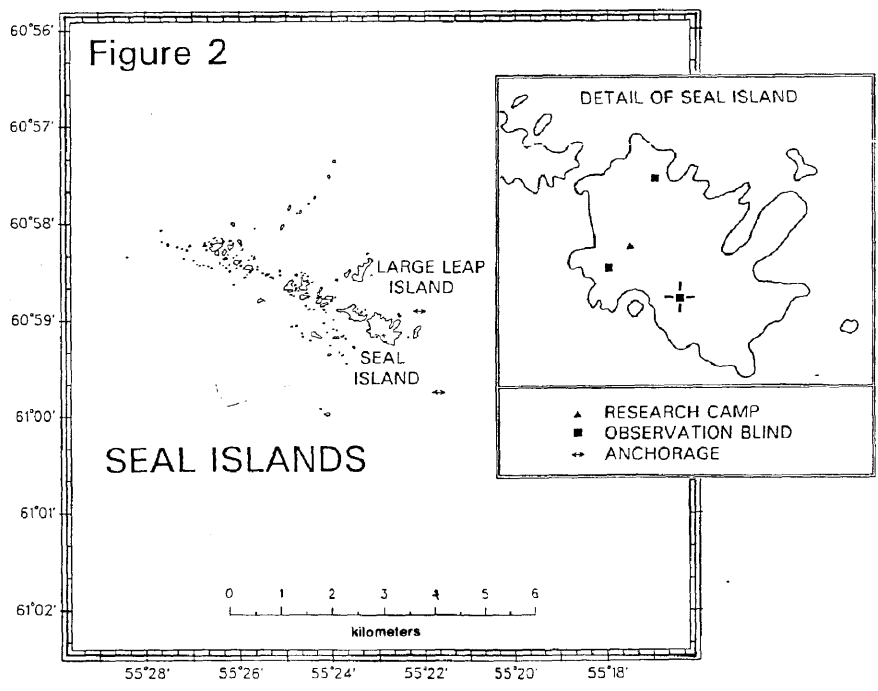 Figure 2
60°56'
60°57'
60°58'
60°59'
61°00'
61°01'
61°02'
LARGE LEAP
ISLAND
SEAL
ISLAND
SEAL ISLANDS
0 1 2 3 4 5 6
kilometers
55°28' 55°26' 55°24' 55°22' 55°20' 55°18'
DETAIL OF SEAL ISLAND
RESEARCH CAMP
OBSERVATION BLIND
ANCHORAGE